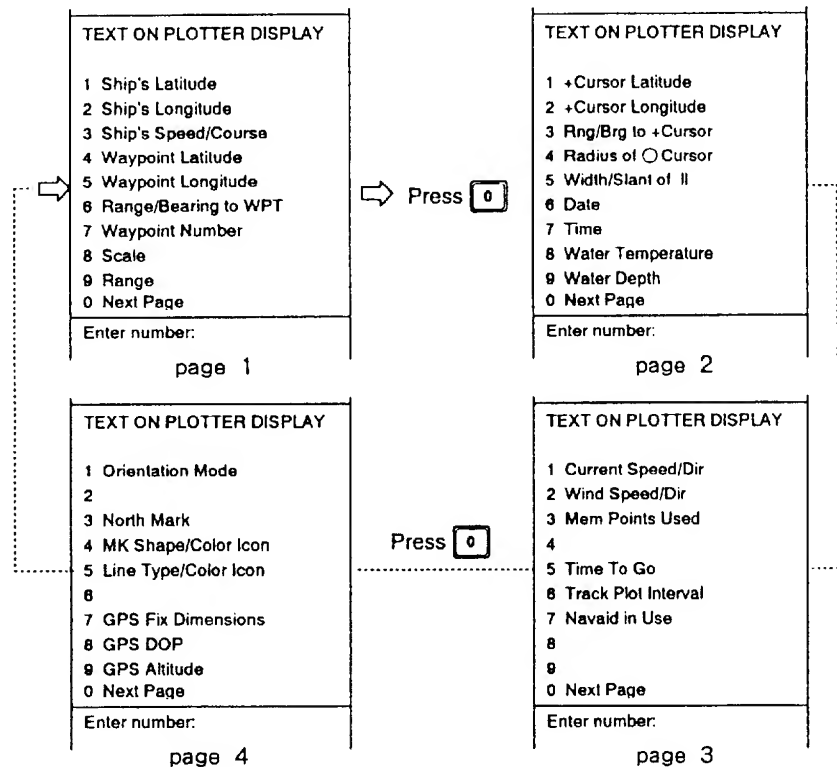 TEXT ON PLOTTER DISPLAY
1 Ship's Latitude
2 Ship's Longitude
3 Ship's Speed/Course
4 Waypoint Latitude
5 Waypoint Longitude
6 Range/Bearing to WPT
7 Waypoint Number
8 Scale
9 Range
0 Next Page
Enter number:
page 1
Press 0
TEXT ON PLOTTER DISPLAY
1 +Cursor Latitude
2 +Cursor Longitude
3 Rng/Brg to +Cursor
4 Radius of ○ Cursor
5 Width/Slant of ||
6 Date
7 Time
8 Water Temperature
9 Water Depth
0 Next Page
Enter number:
page 2
TEXT ON PLOTTER DISPLAY
1 Orientation Mode
2
3 North Mark
4 MK Shape/Color Icon
5 Line Type/Color Icon
6
7 GPS Fix Dimensions
8 GPS DOP
9 GPS Altitude
0 Next Page
Enter number:
page 4
Press 0
TEXT ON PLOTTER DISPLAY
1 Current Speed/Dir
2 Wind Speed/Dir
3 Mem Points Used
4
5 Time To Go
6 Track Plot Interval
7 Navaid in Use
8
9
0 Next Page
Enter number:
page 3